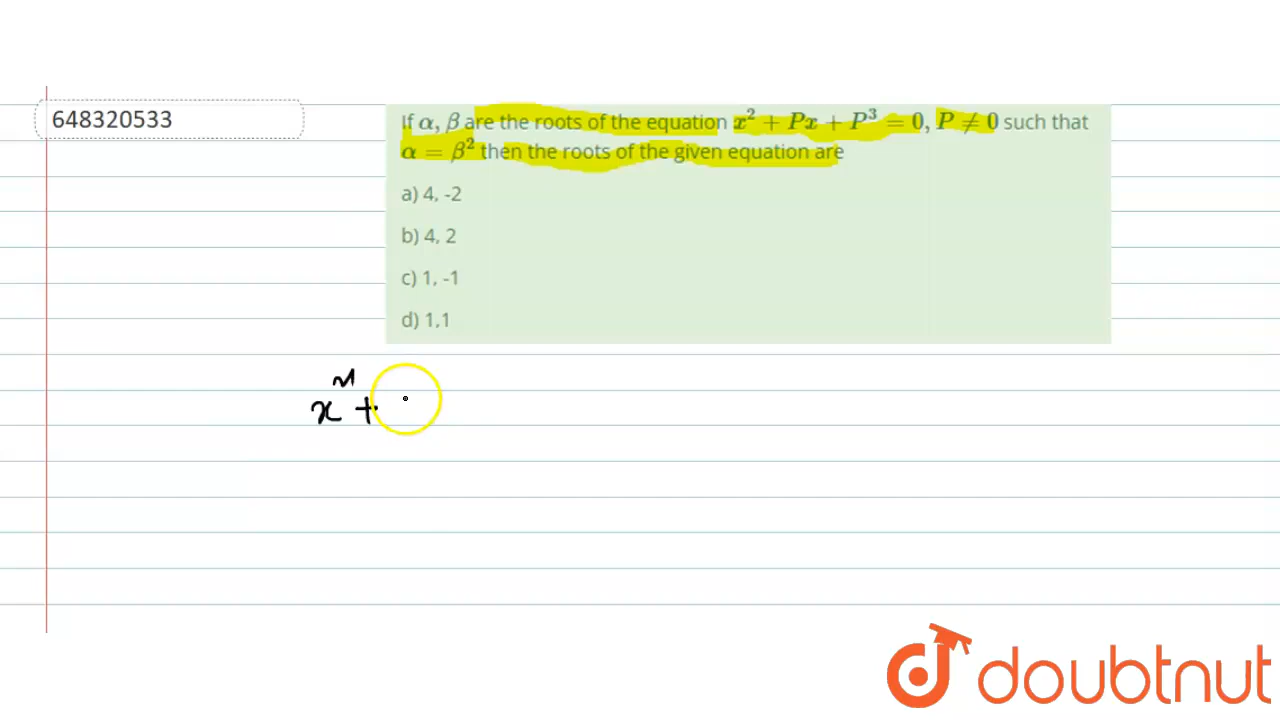 648320533
If α, β are the roots of the equation x² + Px + P³ = 0, P ≠ 0 such that
α = β² then the roots of the given equation are
a) 4, -2
b) 4, 2
c) 1, -1
d) 1,1
x² +
doubtnut